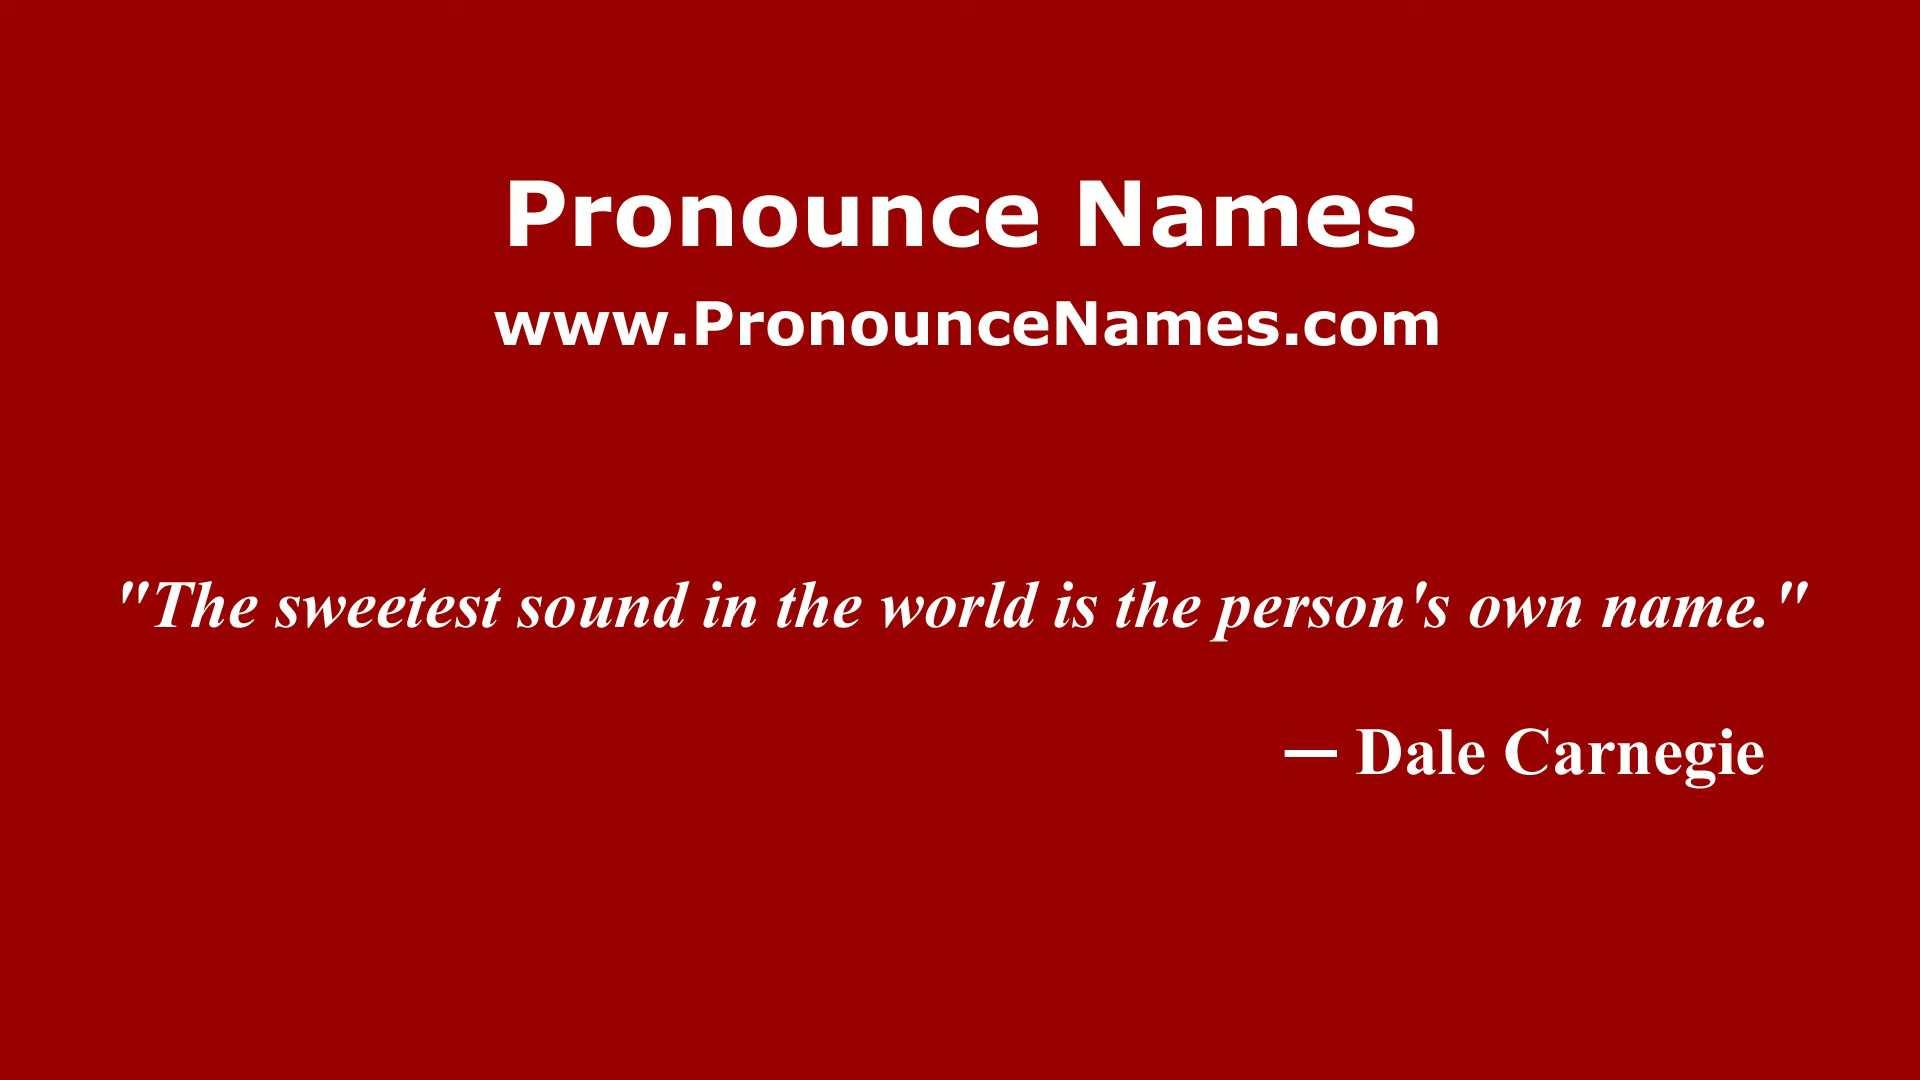 Pronounce Names
www.PronounceNames.com
"The sweetest sound in the world is the person's own name."
— Dale Carnegie